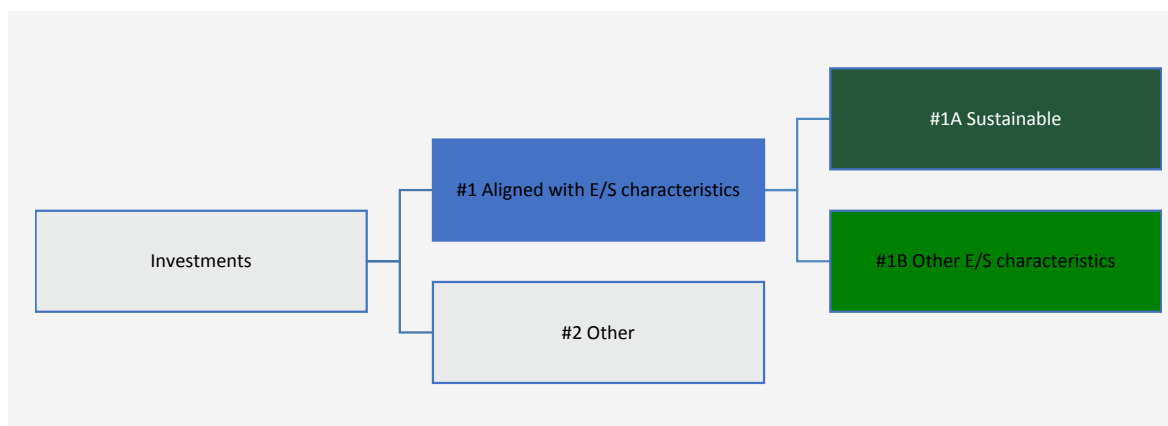 Investments
#1 Aligned with E/S characteristics
#2 Other
#1A Sustainable
#1B Other E/S characteristics